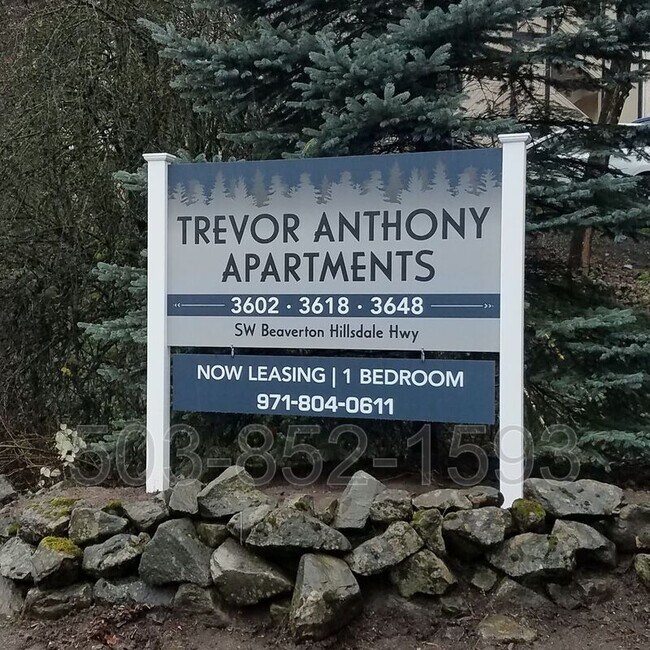 TREVOR ANTHONY
APARTMENTS
3602 · 3618 · 3648
SW Beaverton Hillsdale Hwy
NOW LEASING | 1 BEDROOM
971-804-0611
503-852-1593